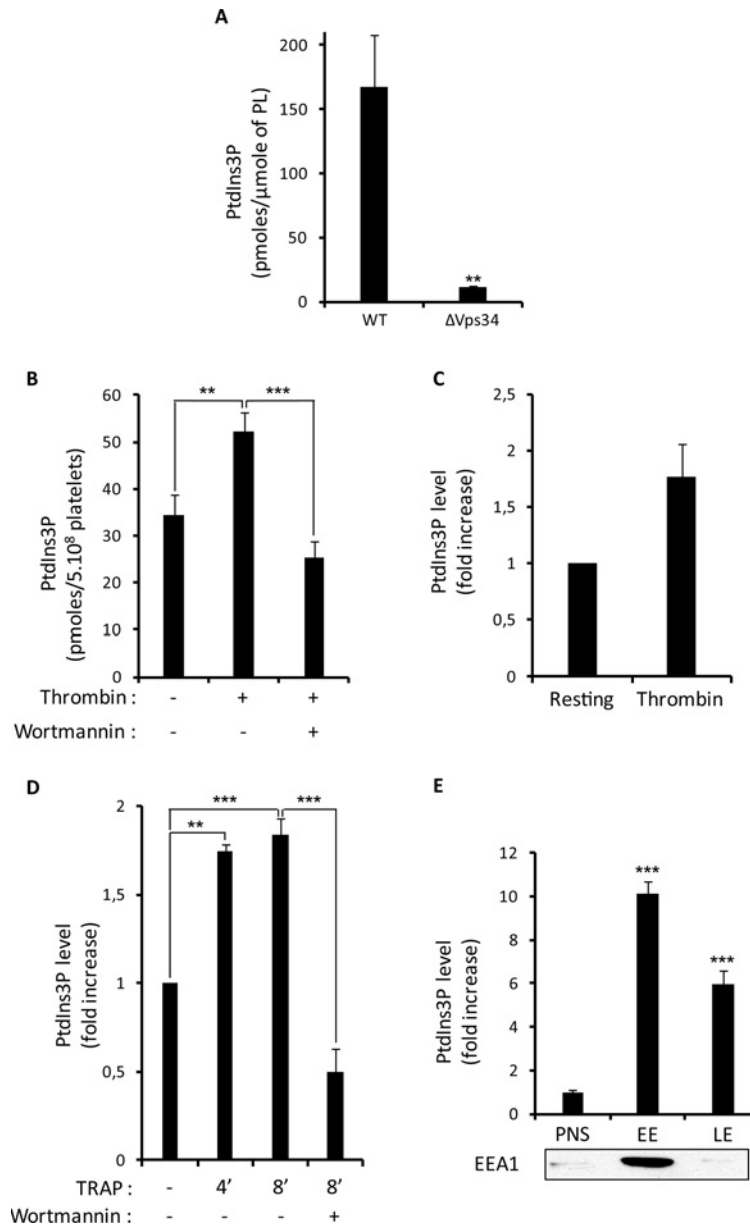 A
PtdIns3P
(pmoles/µmole of PL)
200
150
100
50
0
**
WT ΔVps34
B
PtdIns3P
(pmoles/5.10⁸ platelets)
60
50
40
30
20
10
0
** ***
Thrombin : - + +
Wortmannin : - - +
C
PtdIns3P level
(fold increase)
2,5
2
1,5
1
0,5
0
Resting Thrombin
D
PtdIns3P level
(fold increase)
2
1,5
1
0,5
0
*** ***
**
TRAP : - 4’ 8’ 8’
Wortmannin : - - - +
E
PtdIns3P level
(fold increase)
12
10
8
6
4
2
0
***
***
PNS EE LE
EEA1